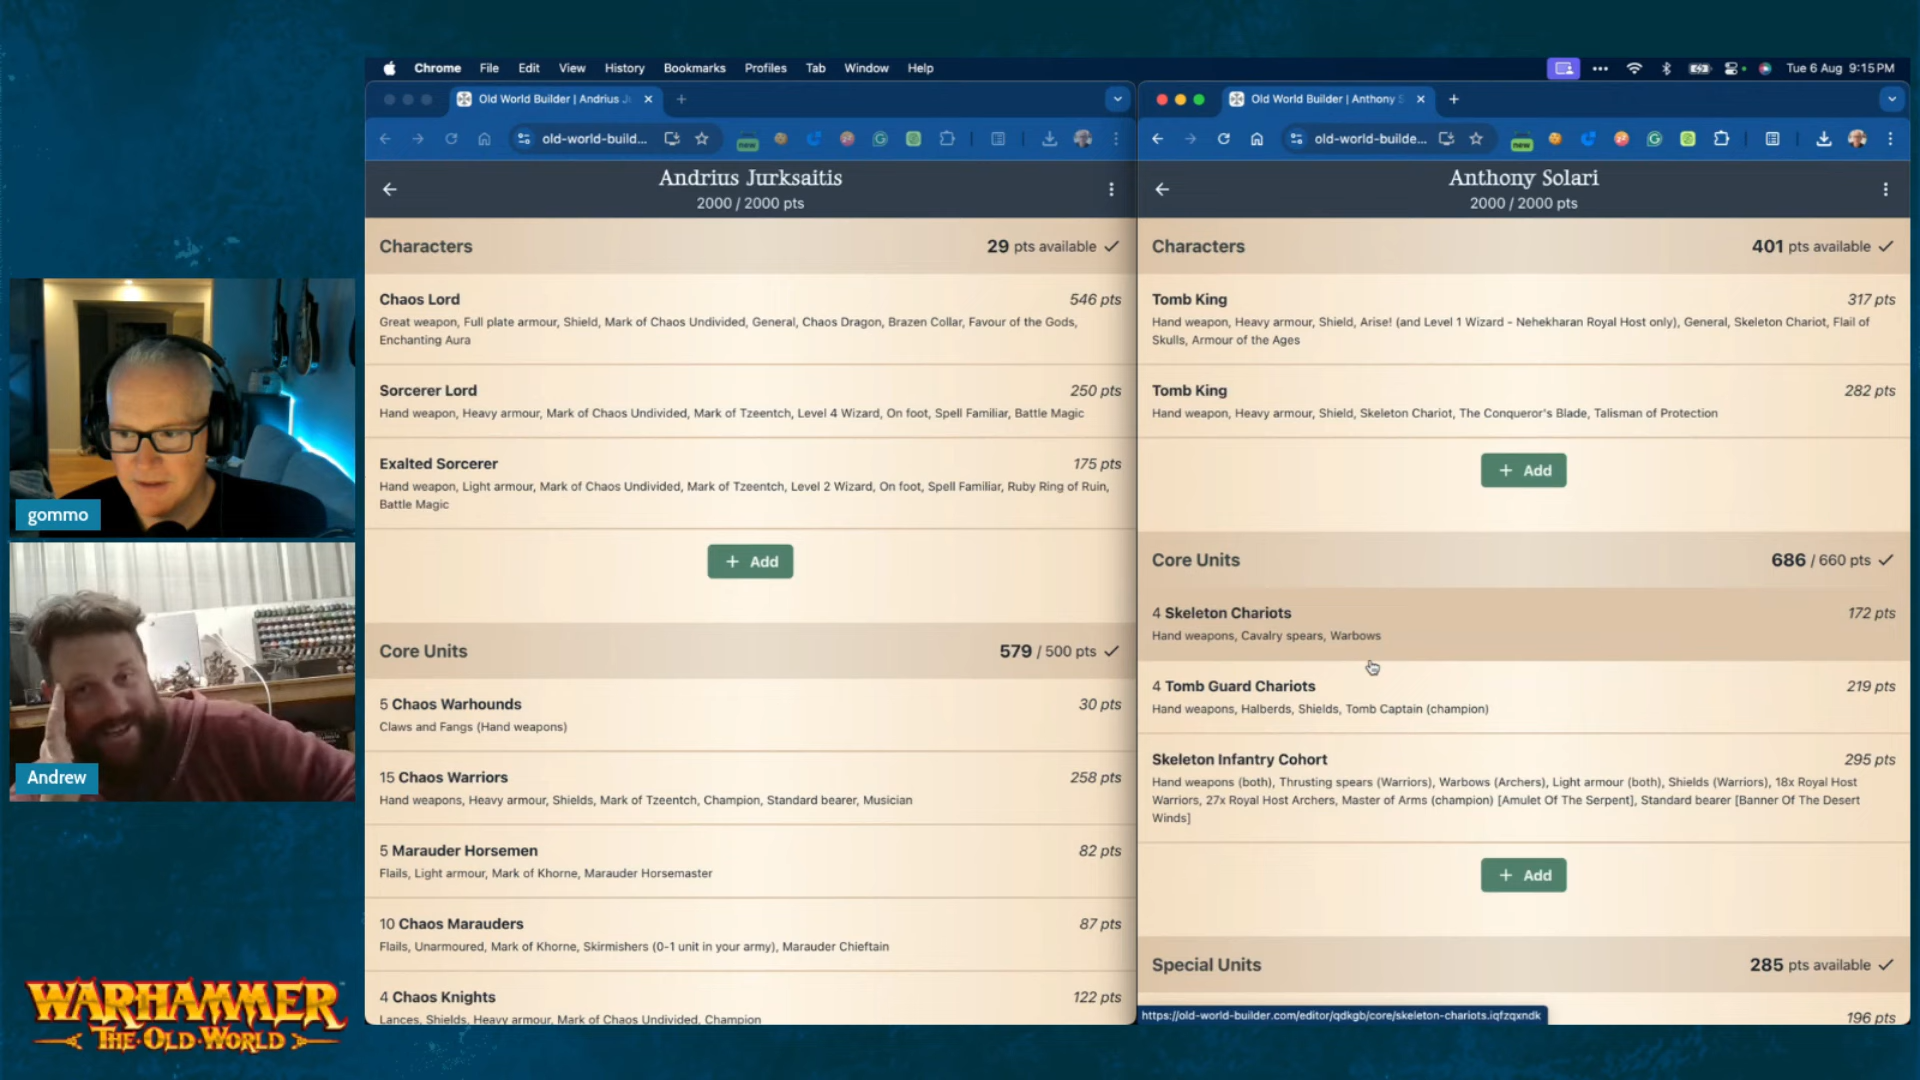 Chrome File Edit View History Bookmarks Profiles Tab Window Help
Tue 6 Aug 9:15 PM
Old World Builder | Andrius J
old-world-build...
new
Andrius Jurksaitis
2000 / 2000 pts
Characters
29 pts available
Chaos Lord
546 pts
Great weapon, Full plate armour, Shield, Mark of Chaos Undivided, General, Chaos Dragon, Brazen Collar, Favour of the Gods,
Enchanting Aura
Sorcerer Lord
250 pts
Hand weapon, Heavy armour, Mark of Chaos Undivided, Mark of Tzeentch, Level 4 Wizard, On foot, Spell Familiar, Battle Magic
Exalted Sorcerer
175 pts
Hand weapon, Light armour, Mark of Chaos Undivided, Mark of Tzeentch, Level 2 Wizard, On foot, Spell Familiar, Ruby Ring of Ruin,
Battle Magic
+ Add
Core Units
579 / 500 pts
5 Chaos Warhounds
30 pts
Claws and Fangs (Hand weapons)
15 Chaos Warriors
258 pts
Hand weapons, Heavy armour, Shields, Mark of Tzeentch, Champion, Standard bearer, Musician
5 Marauder Horsemen
82 pts
Flails, Light armour, Mark of Khorne, Marauder Horsemaster
10 Chaos Marauders
87 pts
Flails, Unarmoured, Mark of Khorne, Skirmishers (0-1 unit in your army), Marauder Chieftain
4 Chaos Knights
122 pts
Lances, Shields, Heavy armour, Mark of Chaos Undivided, Champion
Old World Builder | Anthony S
old-world-builde...
new
Anthony Solari
2000 / 2000 pts
Characters
401 pts available
Tomb King
317 pts
Hand weapon, Heavy armour, Shield, Arise! (and Level 1 Wizard - Nehekharan Royal Host only), General, Skeleton Chariot, Flail of
Skulls, Armour of the Ages
Tomb King
282 pts
Hand weapon, Heavy armour, Shield, Skeleton Chariot, The Conqueror's Blade, Talisman of Protection
+ Add
Core Units
686 / 660 pts
4 Skeleton Chariots
172 pts
Hand weapons, Cavalry spears, Warbows
4 Tomb Guard Chariots
219 pts
Hand weapons, Halberds, Shields, Tomb Captain (champion)
Skeleton Infantry Cohort
295 pts
Hand weapons (both), Thrusting spears (Warriors), Warbows (Archers), Light armour (both), Shields (Warriors), 18x Royal Host
Warriors, 27x Royal Host Archers, Master of Arms (champion) [Amulet Of The Serpent], Standard bearer [Banner Of The Desert
Winds]
+ Add
Special Units
285 pts available
196 pts
https://old-world-builder.com/editor/qdkgb/core/skeleton-chariots.iqfzqxndk
gommo
Andrew
WARHAMMER
THE·OLD·WORLD